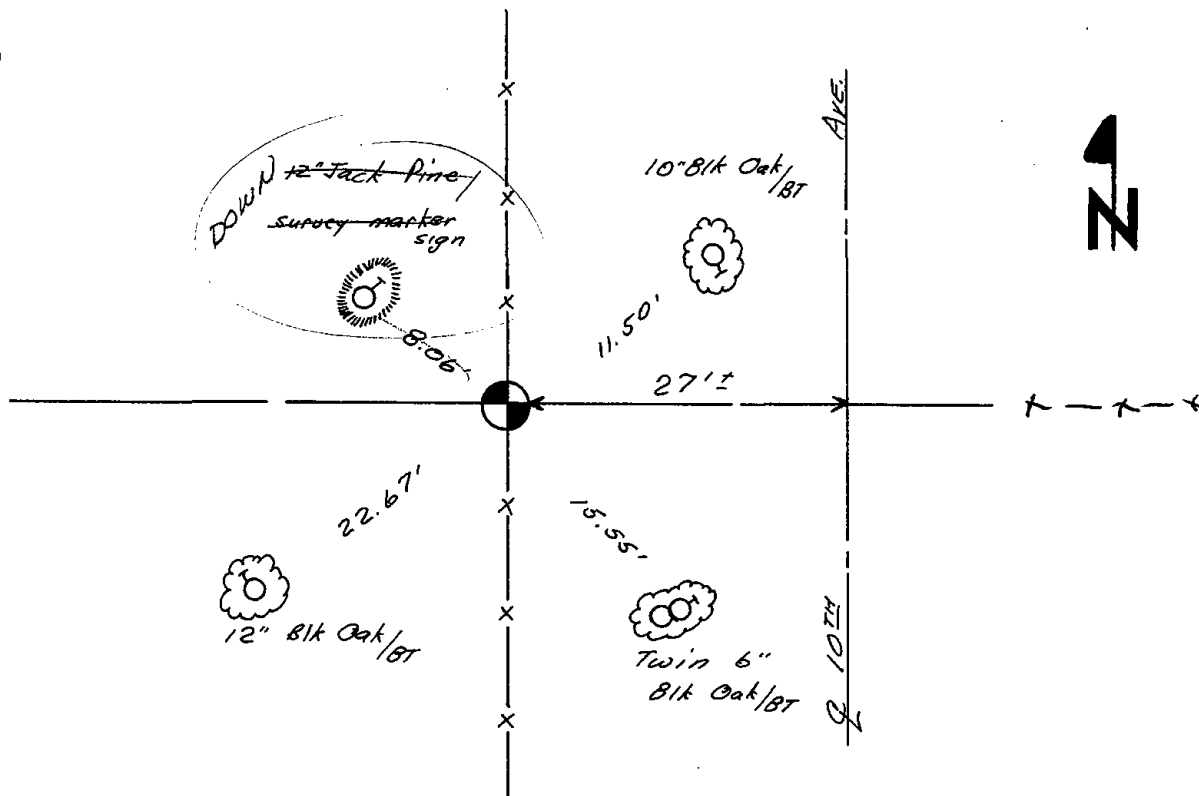 DOWN
12" Jack Pine/
survey marker
sign
8.06'
10" Blk Oak/BT
11.50'
AVE.
N
27'±
22.67'
15.55'
12" Blk Oak/BT
Twin 6"
Blk Oak/BT
℄ 10TH